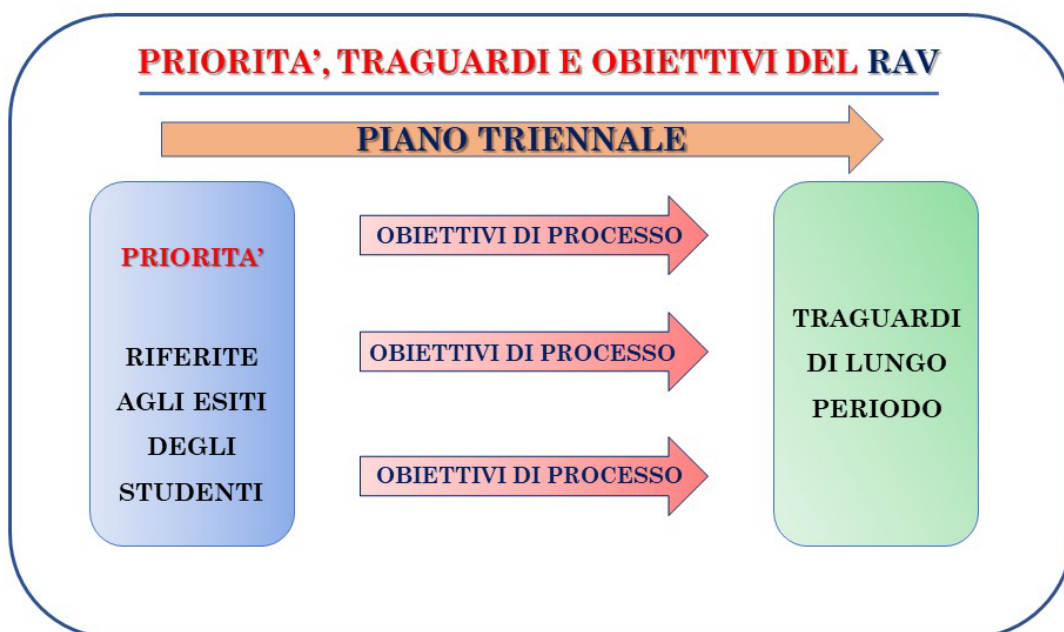 PRIORITA’, TRAGUARDI E OBIETTIVI DEL RAV
PIANO TRIENNALE
PRIORITA’
RIFERITE
AGLI ESITI
DEGLI
STUDENTI
OBIETTIVI DI PROCESSO
OBIETTIVI DI PROCESSO
OBIETTIVI DI PROCESSO
TRAGUARDI
DI LUNGO
PERIODO